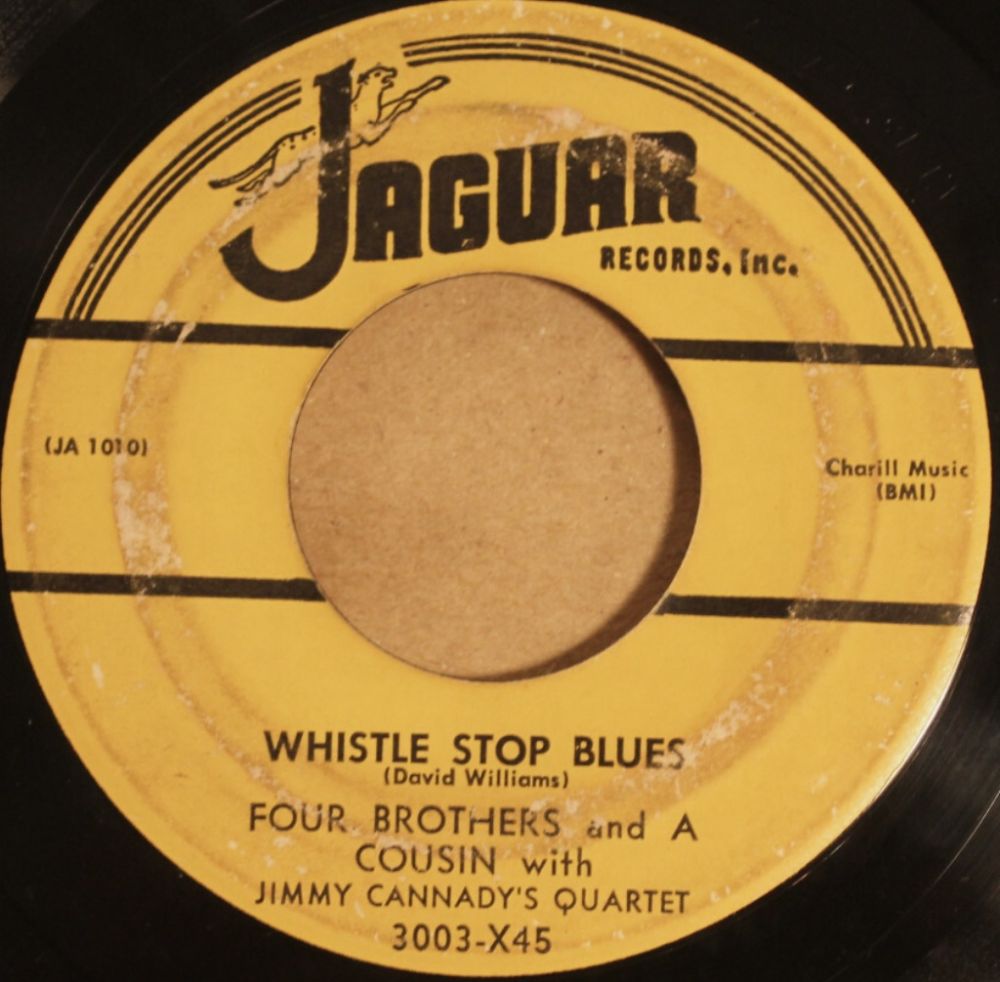 JAGUAR
RECORDS, Inc.
(JA 1010)
Charill Music
(BMI)
WHISTLE STOP BLUES
(David Williams)
FOUR BROTHERS and A
COUSIN with
JIMMY CANNADY'S QUARTET
3003-X45